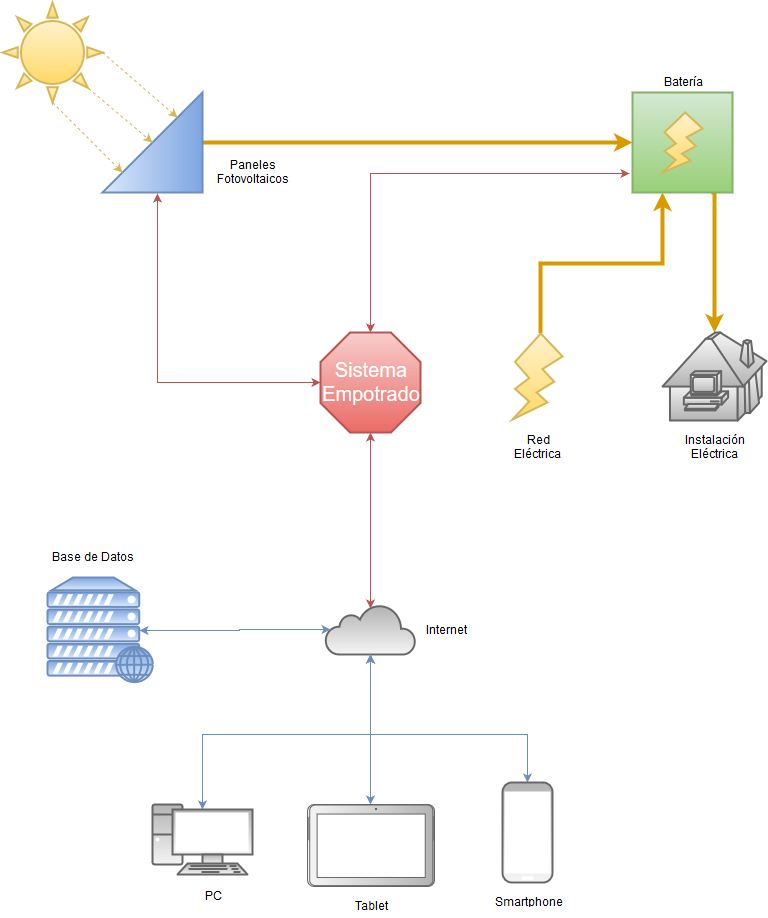 Batería
Paneles
Fotovoltaicos
Sistema
Empotrado
Red
Eléctrica
Instalación
Eléctrica
Base de Datos
Internet
PC
Tablet
Smartphone